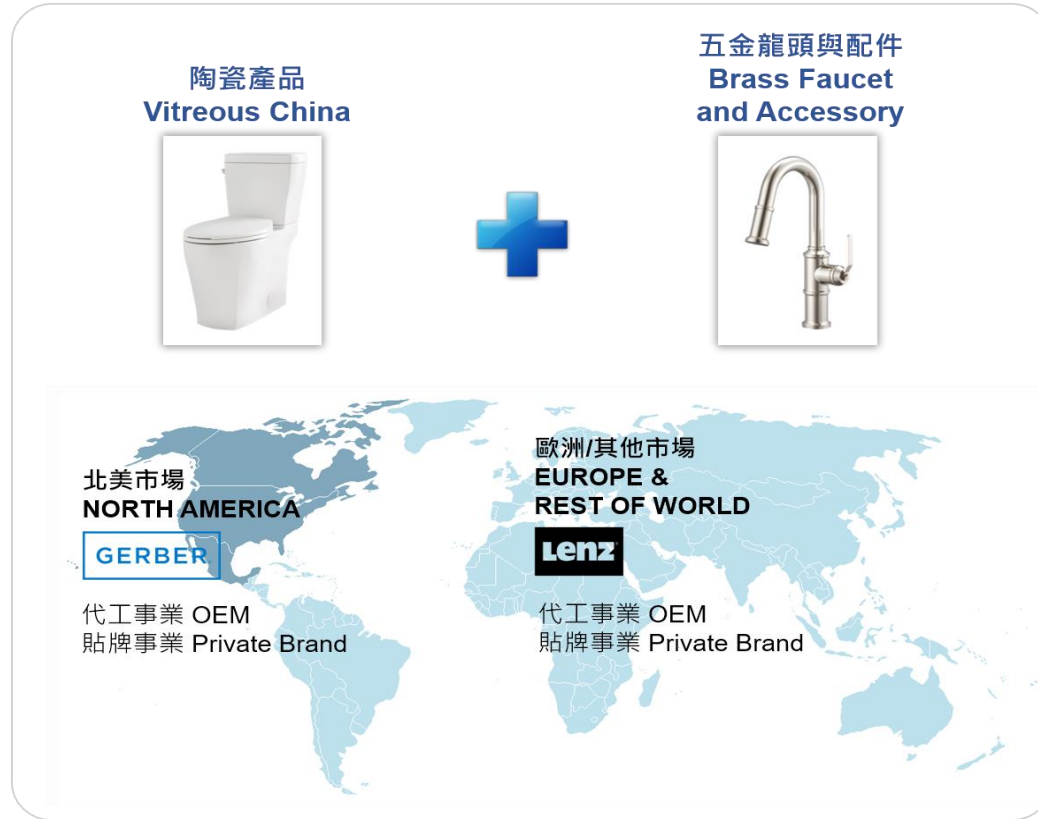 陶瓷產品
Vitreous China
五金龍頭與配件
Brass Faucet
and Accessory
北美市場
NORTH AMERICA
GERBER
代工事業 OEM
貼牌事業 Private Brand
歐洲/其他市場
EUROPE &
REST OF WORLD
Lenz
代工事業 OEM
貼牌事業 Private Brand